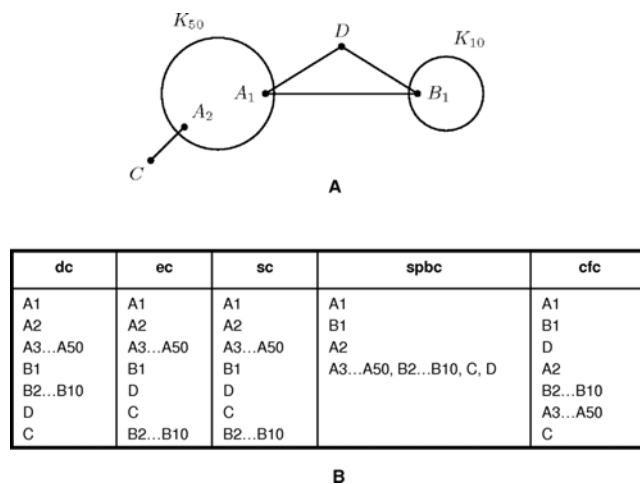 K50
D
K10
A1
B1
A2
C
A
dc ec sc spbc cfc
A1 A1 A1 A1 A1
A2 A2 A2 B1 B1
A3...A50 A3...A50 A3...A50 A2 D
B1 B1 B1 A3...A50, B2...B10, C, D A2
B2...B10 D D B2...B10
D C C A3...A50
C B2...B10 B2...B10 C
B